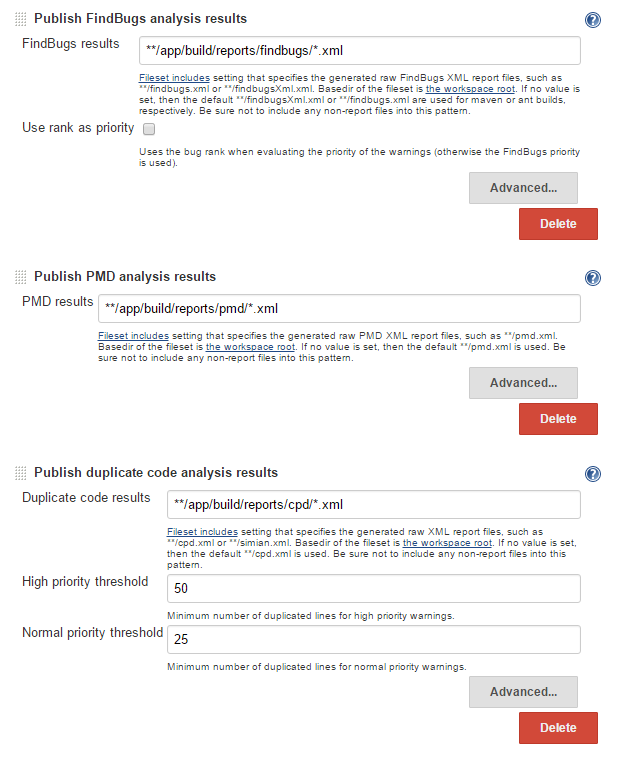 Publish FindBugs analysis results
FindBugs results
**/app/build/reports/findbugs/*.xml
Fileset includes setting that specifies the generated raw FindBugs XML report files, such as
**/findbugs.xml or **/findbugsXml.xml. Basedir of the fileset is the workspace root. If no value is
set, then the default **/findbugsXml.xml or **/findbugs.xml are used for maven or ant builds,
respectively. Be sure not to include any non-report files into this pattern.
Use rank as priority
Uses the bug rank when evaluating the priority of the warnings (otherwise the FindBugs priority
is used).
Advanced...
Delete
Publish PMD analysis results
PMD results
**/app/build/reports/pmd/*.xml
Fileset includes setting that specifies the generated raw PMD XML report files, such as **/pmd.xml.
Basedir of the fileset is the workspace root. If no value is set, then the default **/pmd.xml is used. Be
sure not to include any non-report files into this pattern.
Advanced...
Delete
Publish duplicate code analysis results
Duplicate code results
**/app/build/reports/cpd/*.xml
Fileset includes setting that specifies the generated raw XML report files, such as
**/cpd.xml or **/simian.xml. Basedir of the fileset is the workspace root. If no value is set,
then the default **/cpd.xml is used. Be sure not to include any non-report files into this
pattern.
High priority threshold
50
Minimum number of duplicated lines for high priority warnings.
Normal priority threshold
25
Minimum number of duplicated lines for normal priority warnings.
Advanced...
Delete